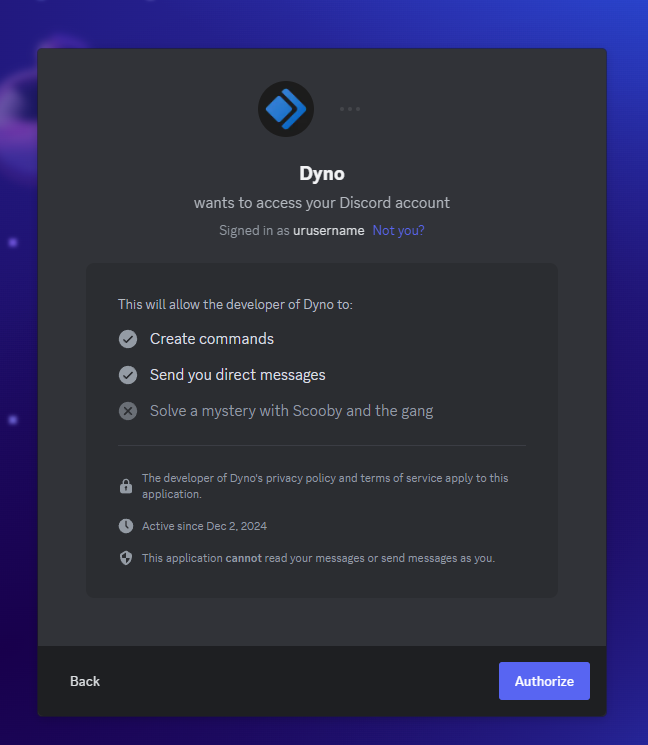 Dyno
wants to access your Discord account
Signed in as urusername Not you?
This will allow the developer of Dyno to:
Create commands
Send you direct messages
Solve a mystery with Scooby and the gang
The developer of Dyno's privacy policy and terms of service apply to this
application.
Active since Dec 2, 2024
This application cannot read your messages or send messages as you.
Back
Authorize